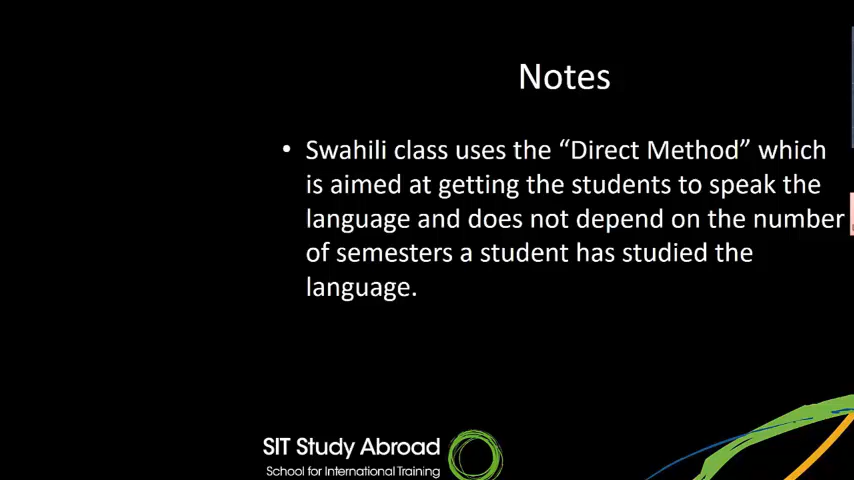 Notes
• Swahili class uses the “Direct Method” which
is aimed at getting the students to speak the
language and does not depend on the number
of semesters a student has studied the
language.
SIT Study Abroad
School for International Training